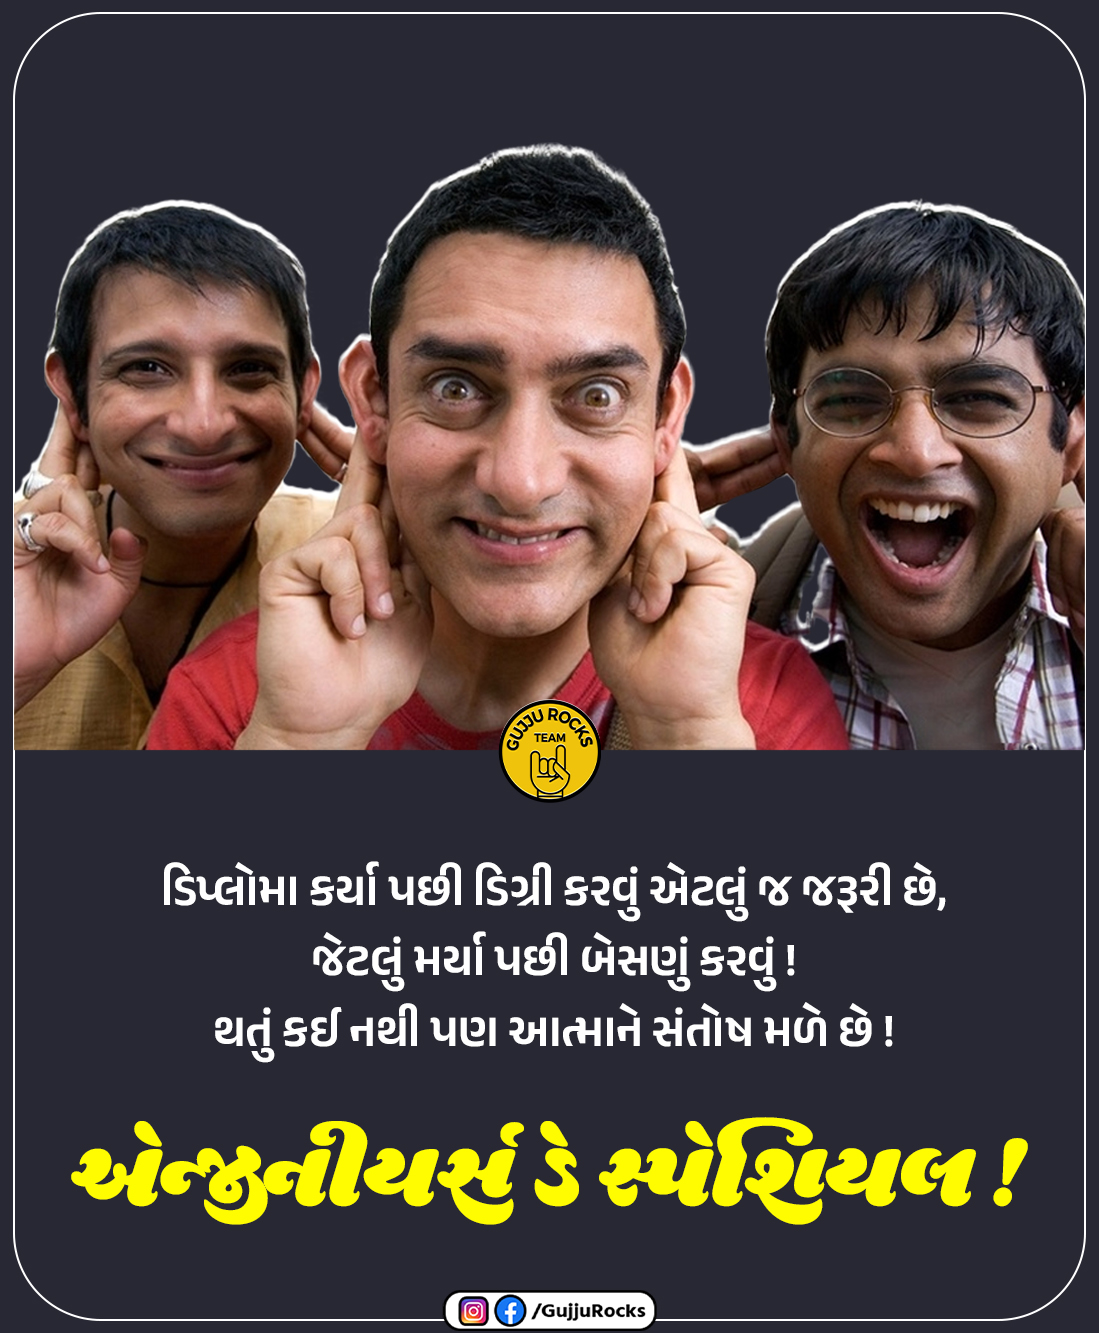 GUJJU ROCKS
TEAM
ડિપ્લોમા કર્યા પછી ડિગ્રી કરવું એટલું જ જરૂરી છે,
જેટલું મર્યા પછી બેસણું કરવું !
થતું કઈ નથી પણ આત્માને સંતોષ મળે છે !
એન્જીનીયર્સ ડે સ્પેશિયલ !
/GujjuRocks